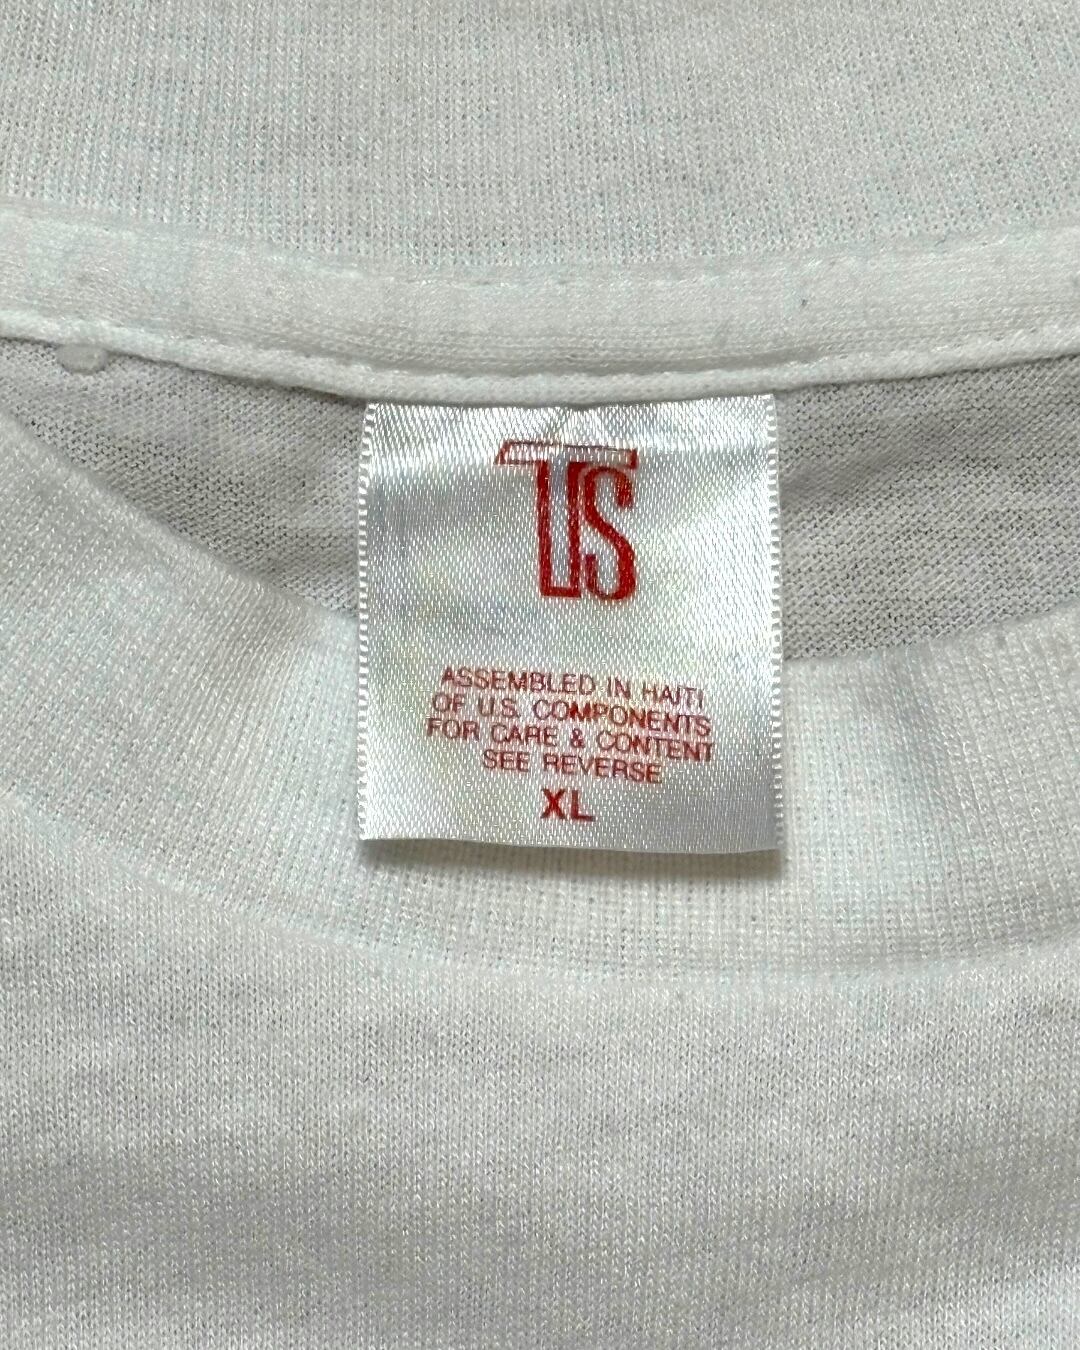 TS
ASSEMBLED IN HAITI
OF U.S. COMPONENTS
FOR CARE & CONTENT
SEE REVERSE
XL